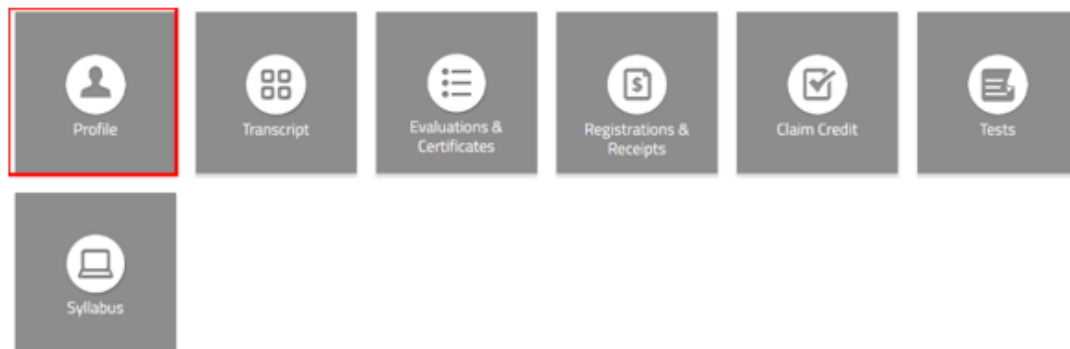 Profile
Transcript
Evaluations &
Certificates
Registrations &
Receipts
Claim Credit
Tests
Syllabus